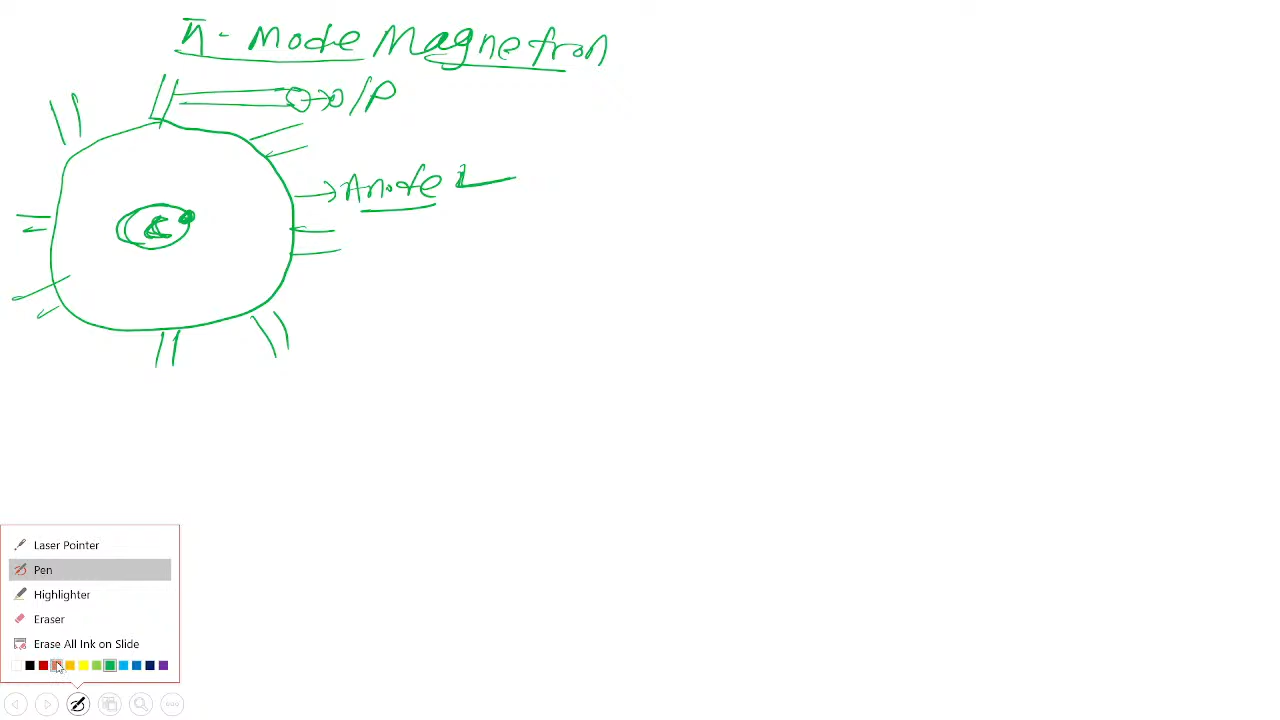 π - Mode Magnetron
O/P
Anode
K
Laser Pointer
Pen
Highlighter
Eraser
Erase All Ink on Slide